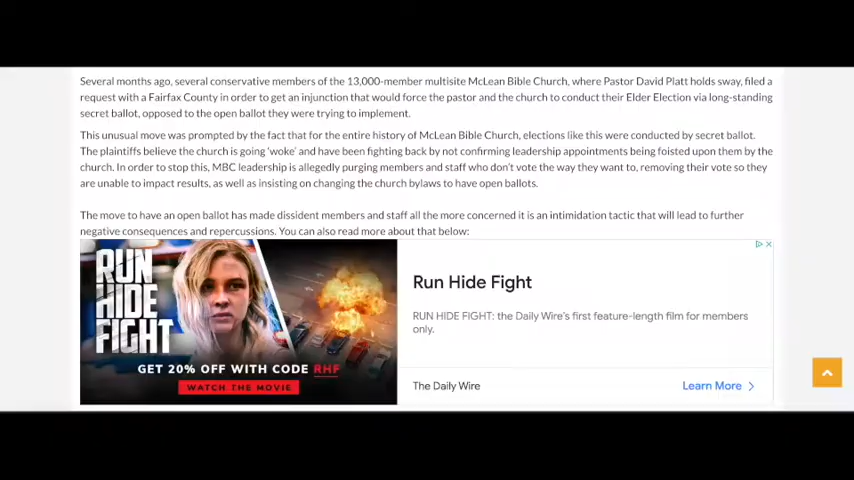 Several months ago, several conservative members of the 13,000-member multisite McLean Bible Church, where Pastor David Platt holds sway, filed a
request with a Fairfax County in order to get an injunction that would force the pastor and the church to conduct their Elder Election via long-standing
secret ballot, opposed to the open ballot they were trying to implement.
This unusual move was prompted by the fact that for the entire history of McLean Bible Church, elections like this were conducted by secret ballot.
The plaintiffs believe the church is going ‘woke’ and have been fighting back by not confirming leadership appointments being foisted upon them by the
church. In order to stop this, MBC leadership is allegedly purging members and staff who don’t vote the way they want to, removing their vote so they
are unable to impact results, as well as insisting on changing the church bylaws to have open ballots.
The move to have an open ballot has made dissident members and staff all the more concerned it is an intimidation tactic that will lead to further
negative consequences and repercussions. You can also read more about that below:
RUN
HIDE
FIGHT
GET 20% OFF WITH CODE RHF
WATCH THE MOVIE
Run Hide Fight
RUN HIDE FIGHT: the Daily Wire's first feature-length film for members
only.
The Daily Wire
Learn More